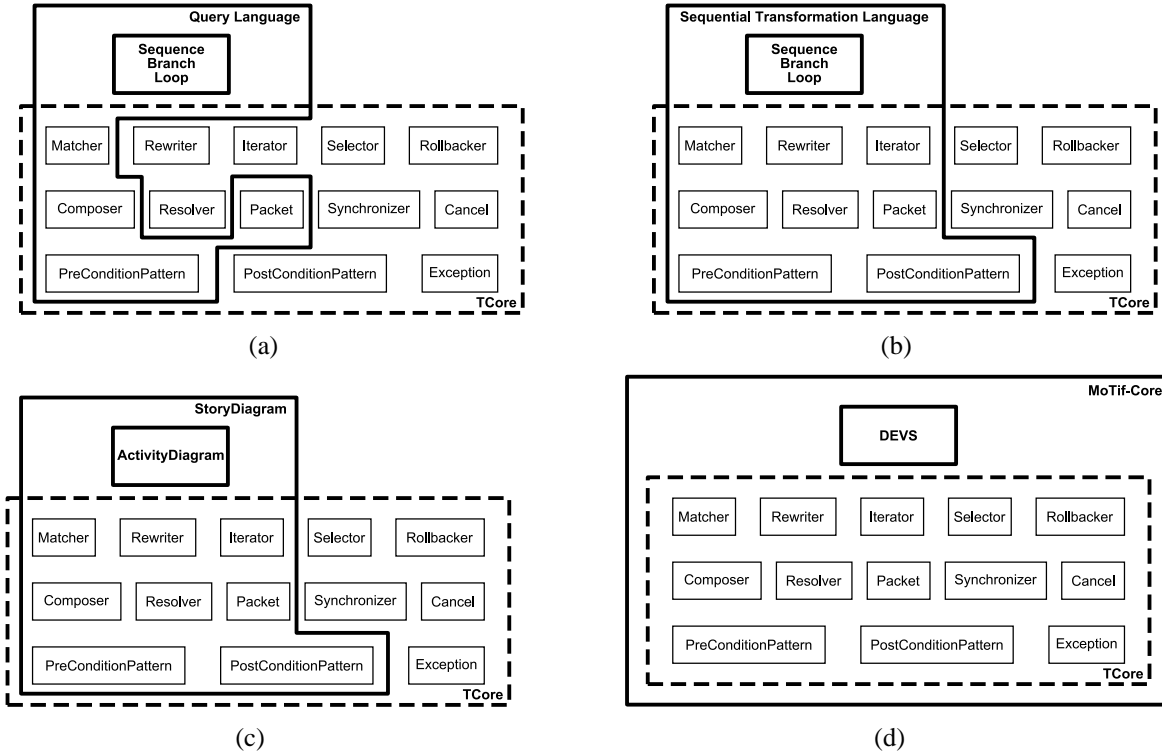 Query Language
Sequence
Branch
Loop
Matcher Rewriter Iterator Selector Rollbacker
Composer Resolver Packet Synchronizer Cancel
PreConditionPattern PostConditionPattern Exception
TCore
(a)
Sequential Transformation Language
Sequence
Branch
Loop
Matcher Rewriter Iterator Selector Rollbacker
Composer Resolver Packet Synchronizer Cancel
PreConditionPattern PostConditionPattern Exception
TCore
(b)
StoryDiagram
ActivityDiagram
Matcher Rewriter Iterator Selector Rollbacker
Composer Resolver Packet Synchronizer Cancel
PreConditionPattern PostConditionPattern Exception
TCore
(c)
MoTif-Core
DEVS
Matcher Rewriter Iterator Selector Rollbacker
Composer Resolver Packet Synchronizer Cancel
PreConditionPattern PostConditionPattern Exception
TCore
(d)